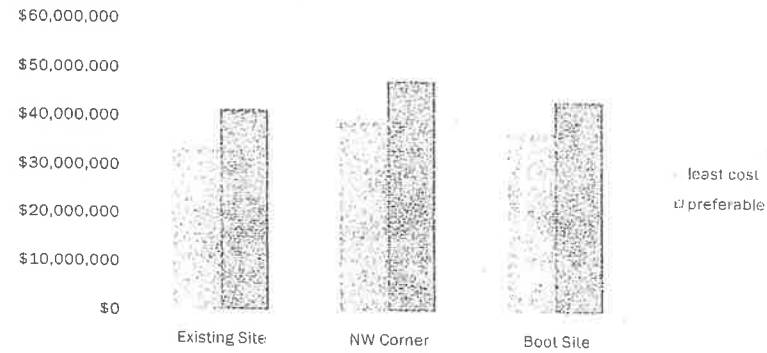 $60,000,000
$50,000,000
$40,000,000
$30,000,000
$20,000,000
$10,000,000
$0
Existing Site
NW Corner
Boot Site
least cost
preferable